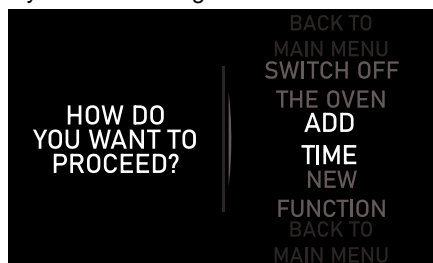 HOW DO
YOU WANT TO
PROCEED?
BACK TO
MAIN MENU
SWITCH OFF
THE OVEN
ADD
TIME
NEW
FUNCTION
BACK TO
MAIN MENU